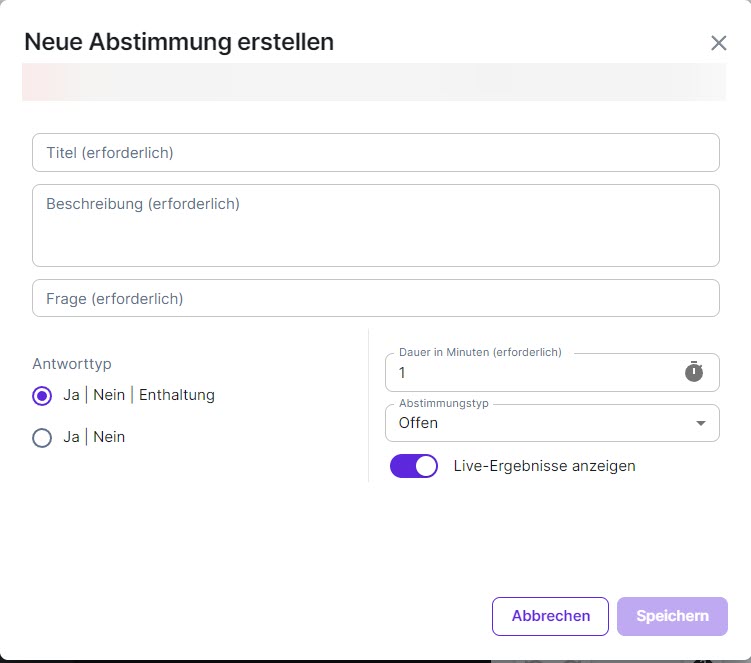 Neue Abstimmung erstellen
Titel (erforderlich)
Beschreibung (erforderlich)
Frage (erforderlich)
Antworttyp
Ja | Nein | Enthaltung
Ja | Nein
Dauer in Minuten (erforderlich)
1
Abstimmungstyp
Offen
Live-Ergebnisse anzeigen
Abbrechen
Speichern